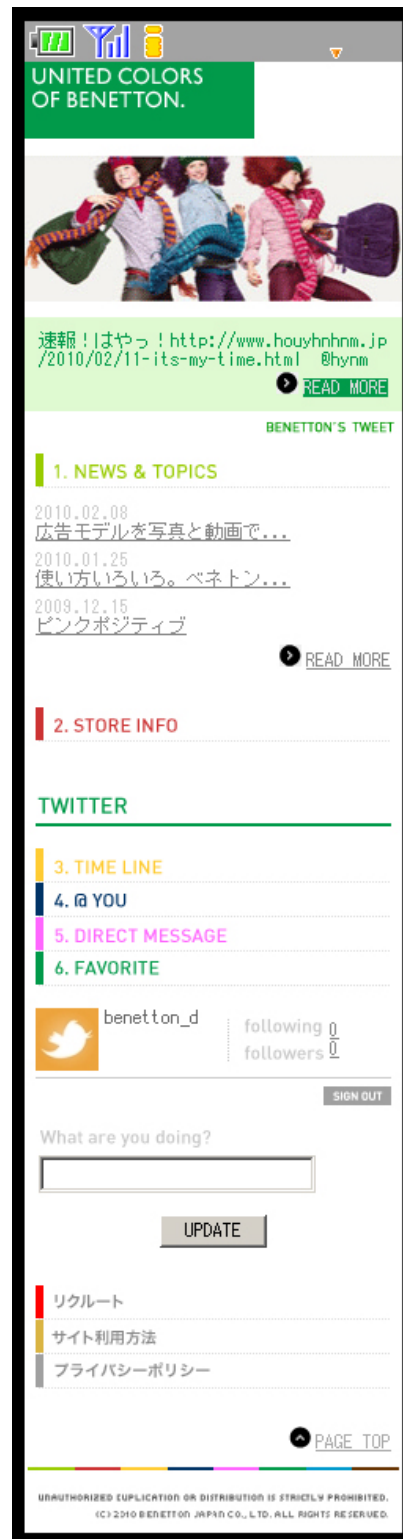 UNITED COLORS
OF BENETTON.
速報!はやっ!http://www.houyhnhnm.jp
/2010/02/11-its-my-time.html @hynm
READ MORE
BENETTON'S TWEET
1. NEWS & TOPICS
2010.02.08
広告モデルを写真と動画で...
2010.01.25
使い方いろいろ。ベネトン...
2009.12.15
ピンクポジティブ
READ MORE
2. STORE INFO
TWITTER
3. TIME LINE
4. @ YOU
5. DIRECT MESSAGE
6. FAVORITE
benetton_d
following 0
followers 0
SIGN OUT
What are you doing?
UPDATE
リクルート
サイト利用方法
プライバシーポリシー
PAGE TOP
UNAUTHORIZED DUPLICATION OR DISTRIBUTION IS STRICTLY PROHIBITED.
(C) 2010 BENETTON JAPAN CO., LTD. ALL RIGHTS RESERVED.